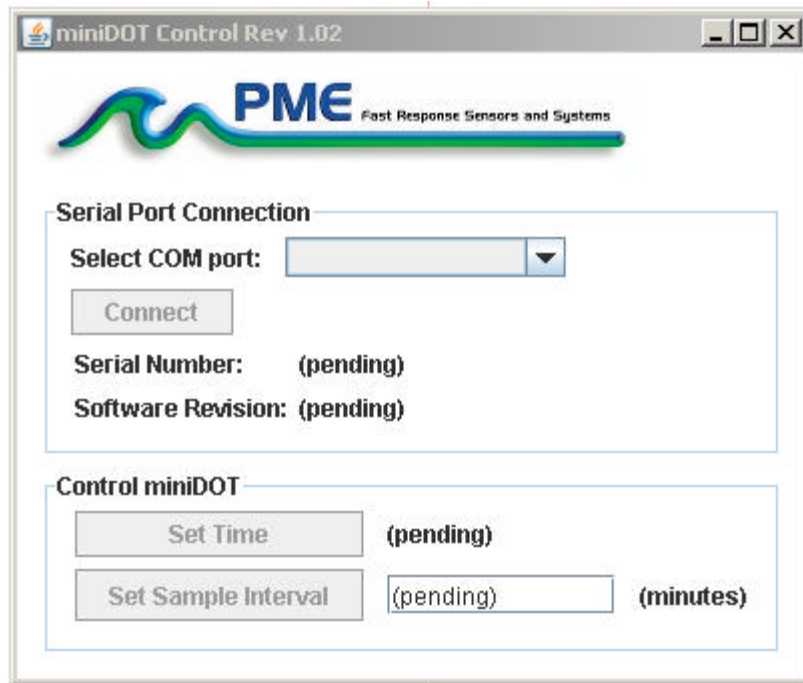 miniDOT Control Rev 1.02
PME Fast Response Sensors and Systems
Serial Port Connection
Select COM port:
Connect
Serial Number: (pending)
Software Revision: (pending)
Control miniDOT
Set Time (pending)
Set Sample Interval (pending) (minutes)